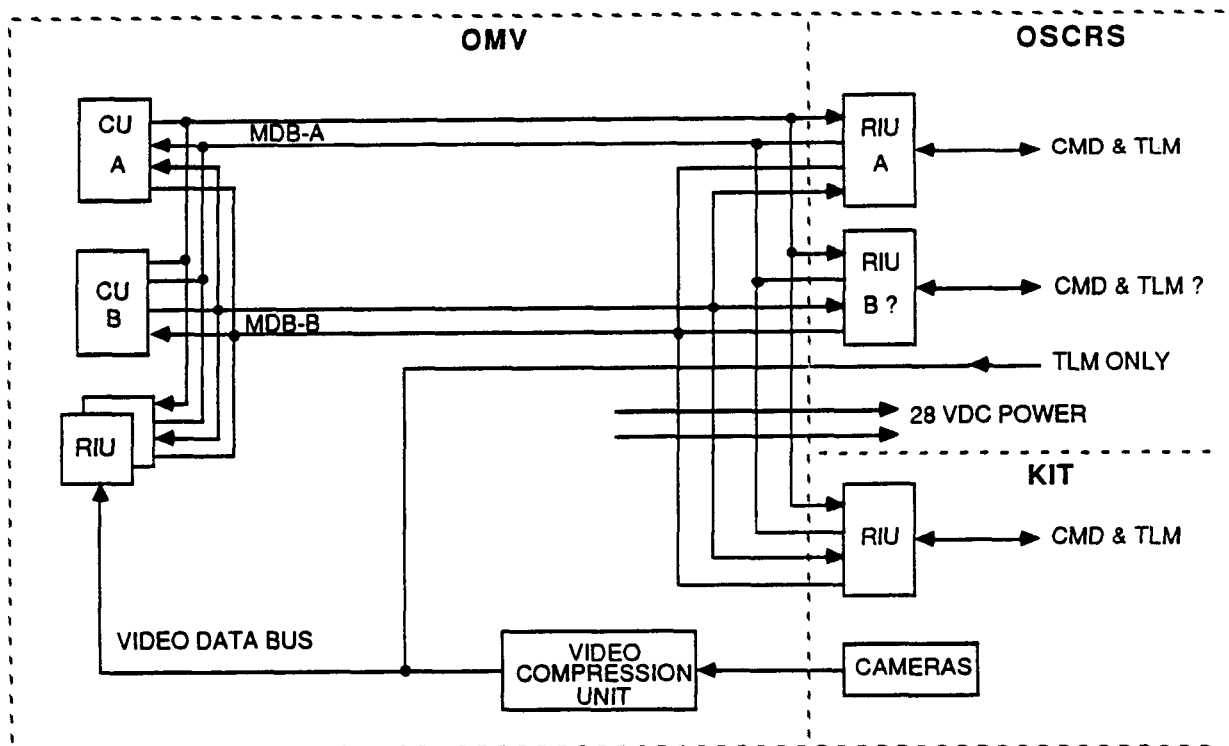 OMV
OSCRS
CU
A
MDB-A
RIU
A
CMD & TLM
CU
B
MDB-B
RIU
B ?
CMD & TLM ?
TLM ONLY
28 VDC POWER
RIU
KIT
RIU
CMD & TLM
VIDEO DATA BUS
VIDEO
COMPRESSION
UNIT
CAMERAS